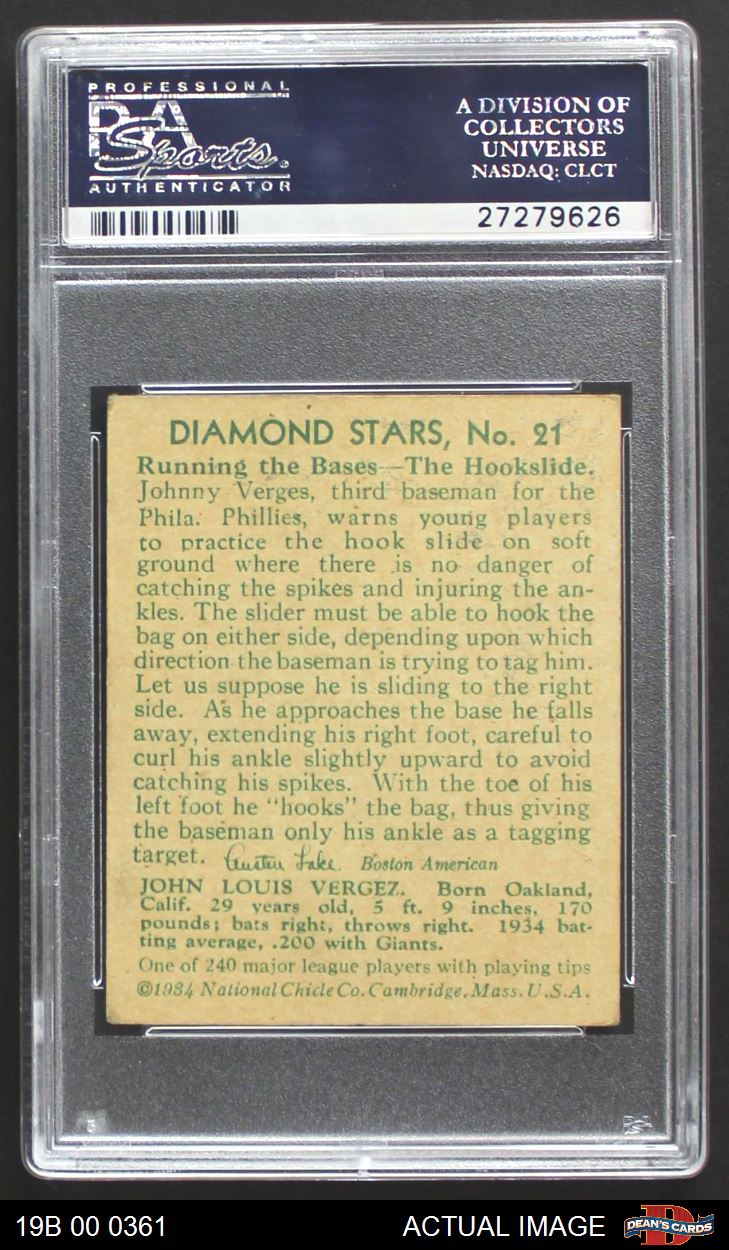 PROFESSIONAL
PSA
Sports
AUTHENTICATOR
A DIVISION OF
COLLECTORS
UNIVERSE
NASDAQ: CLCT
27279626
DIAMOND STARS, No. 21
Running the Bases—The Hookslide.
Johnny Verges, third baseman for the
Phila. Phillies, warns young players
to practice the hook slide on soft
ground where there is no danger of
catching the spikes and injuring the an-
kles. The slider must be able to hook the
bag on either side, depending upon which
direction the baseman is trying to tag him.
Let us suppose he is sliding to the right
side. As he approaches the base he falls
away, extending his right foot, careful to
curl his ankle slightly upward to avoid
catching his spikes. With the toe of his
left foot he "hooks" the bag, thus giving
the baseman only his ankle as a tagging
target. Austen Lake Boston American
JOHN LOUIS VERGEZ. Born Oakland,
Calif. 29 years old, 5 ft. 9 inches, 170
pounds; bats right, throws right. 1934 bat-
ting average, .200 with Giants.
One of 240 major league players with playing tips
©1934 National Chicle Co. Cambridge, Mass. U.S.A.
PSA
19B 00 0361
ACTUAL IMAGE
D
DEAN'S CARDS